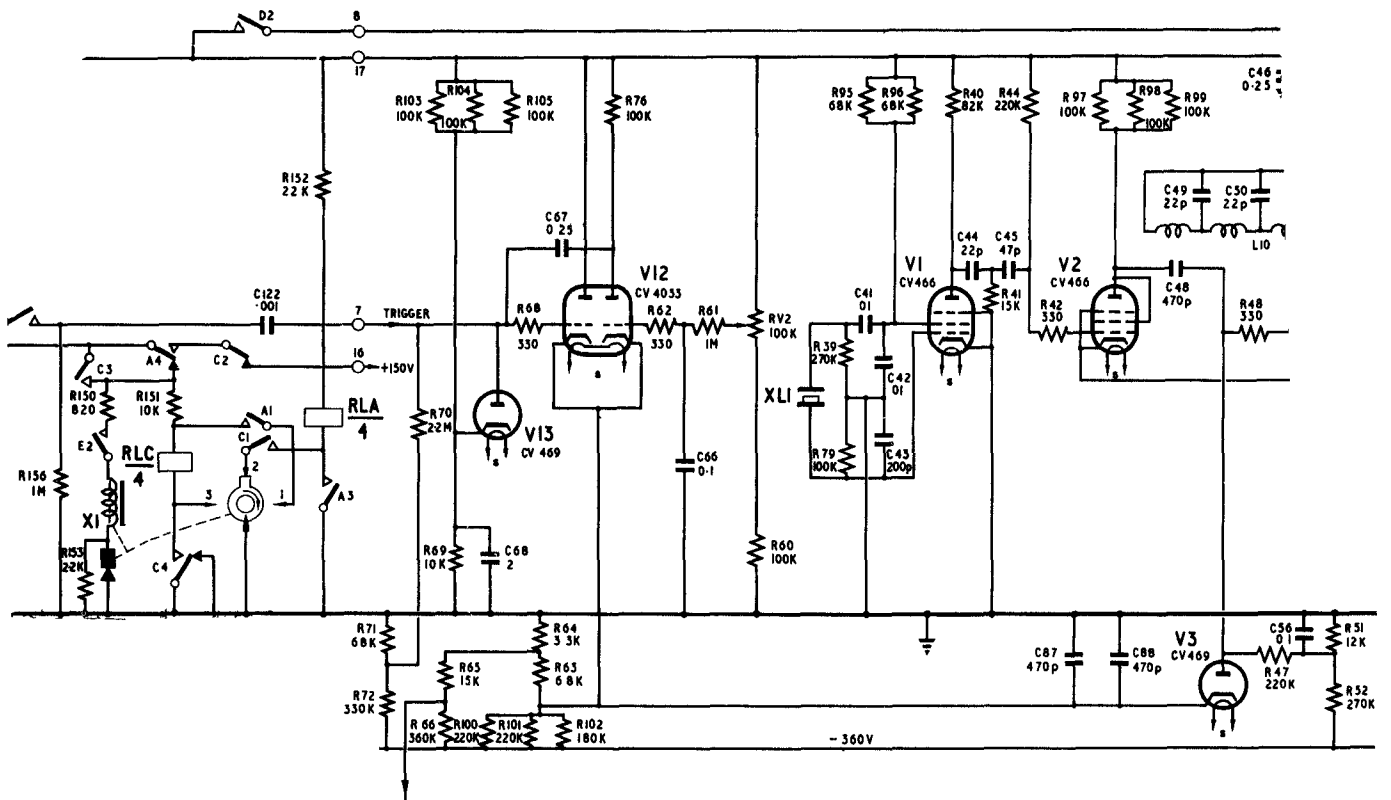 D2
8
17
C46
0·25
R103
100K
R104
100K
R105
100K
R76
100K
R95
68K
R96
68K
R40
82K
R44
220K
R97
100K
R98
100K
R99
100K
R152
22K
C49
22p
C50
22p
L10
C67
0·25
V12
CV 4033
C44
22p
C45
47p
V1
CV466
V2
CV466
C48
470p
C122
·001
7
TRIGGER
R68
330
R62
330
R61
1M
RV2
100K
C41
·01
R41
15K
R42
330
R48
330
A4
C2
16
+150V
C3
R39
270K
C42
·01
XL1
R150
820
R151
10K
A1
RLA
4
R70
2·2M
V13
CV 469
s
s
s
s
E2
RLC
4
C1
2
R79
100K
C43
200p
C66
0·1
R156
1M
X1
3
1
A3
R153
2·2K
C4
R69
10K
C68
2
R60
100K
R71
68K
R64
3·3K
R65
15K
R63
68K
C87
470p
C88
470p
V3
CV469
C56
0·1
R51
12K
R47
220K
R52
270K
R72
330K
R66
360K
R100
220K
R101
220K
R102
180K
s
-360V